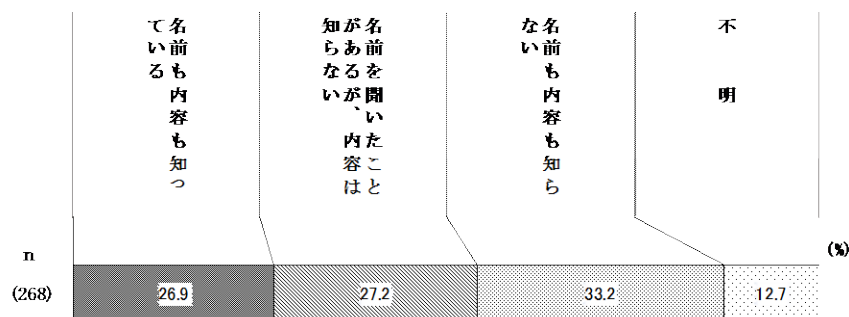 名前も内容も知っ
ている
名前を聞いたこと
があるが、内容は
知らない
名前も内容も知ら
ない
不明
(%)
n
(268)
26.9
27.2
33.2
12.7